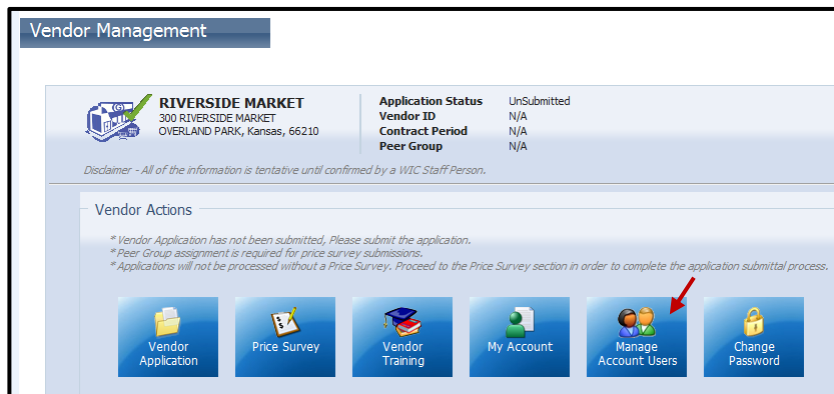 Vendor Management
RIVERSIDE MARKET
300 RIVERSIDE MARKET
OVERLAND PARK, Kansas, 66210
Application Status UnSubmitted
Vendor ID N/A
Contract Period N/A
Peer Group N/A
Disclaimer - All of the information is tentative until confirmed by a WIC Staff Person.
Vendor Actions
* Vendor Application has not been submitted, Please submit the application.
* Peer Group assignment is required for price survey submissions.
* Applications will not be processed without a Price Survey. Proceed to the Price Survey section in order to complete the application submittal process.
Vendor
Application
Price Survey
Vendor
Training
My Account
Manage
Account Users
Change
Password